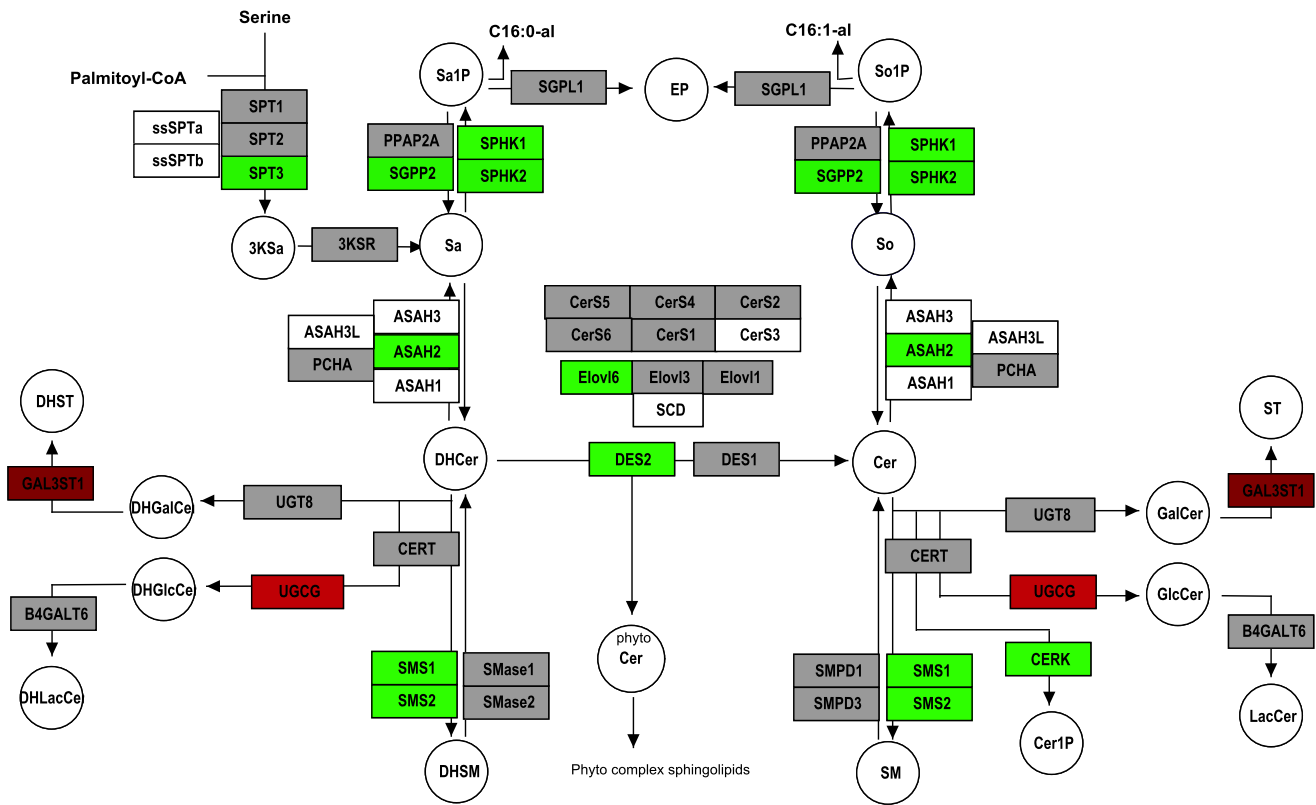 Serine
C16:0-al
C16:1-al
Palmitoyl-CoA
Sa1P
SGPL1
EP
SGPL1
So1P
SPT1
ssSPTa
SPT2
ssSPTb
SPT3
PPAP2A
SPHK1
SGPP2
SPHK2
PPAP2A
SPHK1
SGPP2
SPHK2
3KSa
3KSR
Sa
So
CerS5
CerS4
CerS2
CerS6
CerS1
CerS3
ASAH3
ASAH3L
ASAH2
PCHA
ASAH1
ASAH3
ASAH3L
ASAH2
PCHA
ASAH1
Elovl6
Elovl3
Elovl1
SCD
DHST
ST
DHCer
DES2
DES1
Cer
GAL3ST1
GAL3ST1
DHGalCe
UGT8
UGT8
GalCer
CERT
CERT
DHGlcCe
UGCG
UGCG
GlcCer
B4GALT6
B4GALT6
phyto
Cer
CERK
SMS1
SMase1
SMS2
SMase2
SMPD1
SMS1
SMPD3
SMS2
DHLacCe
LacCer
Cer1P
DHSM
Phyto complex sphingolipids
SM